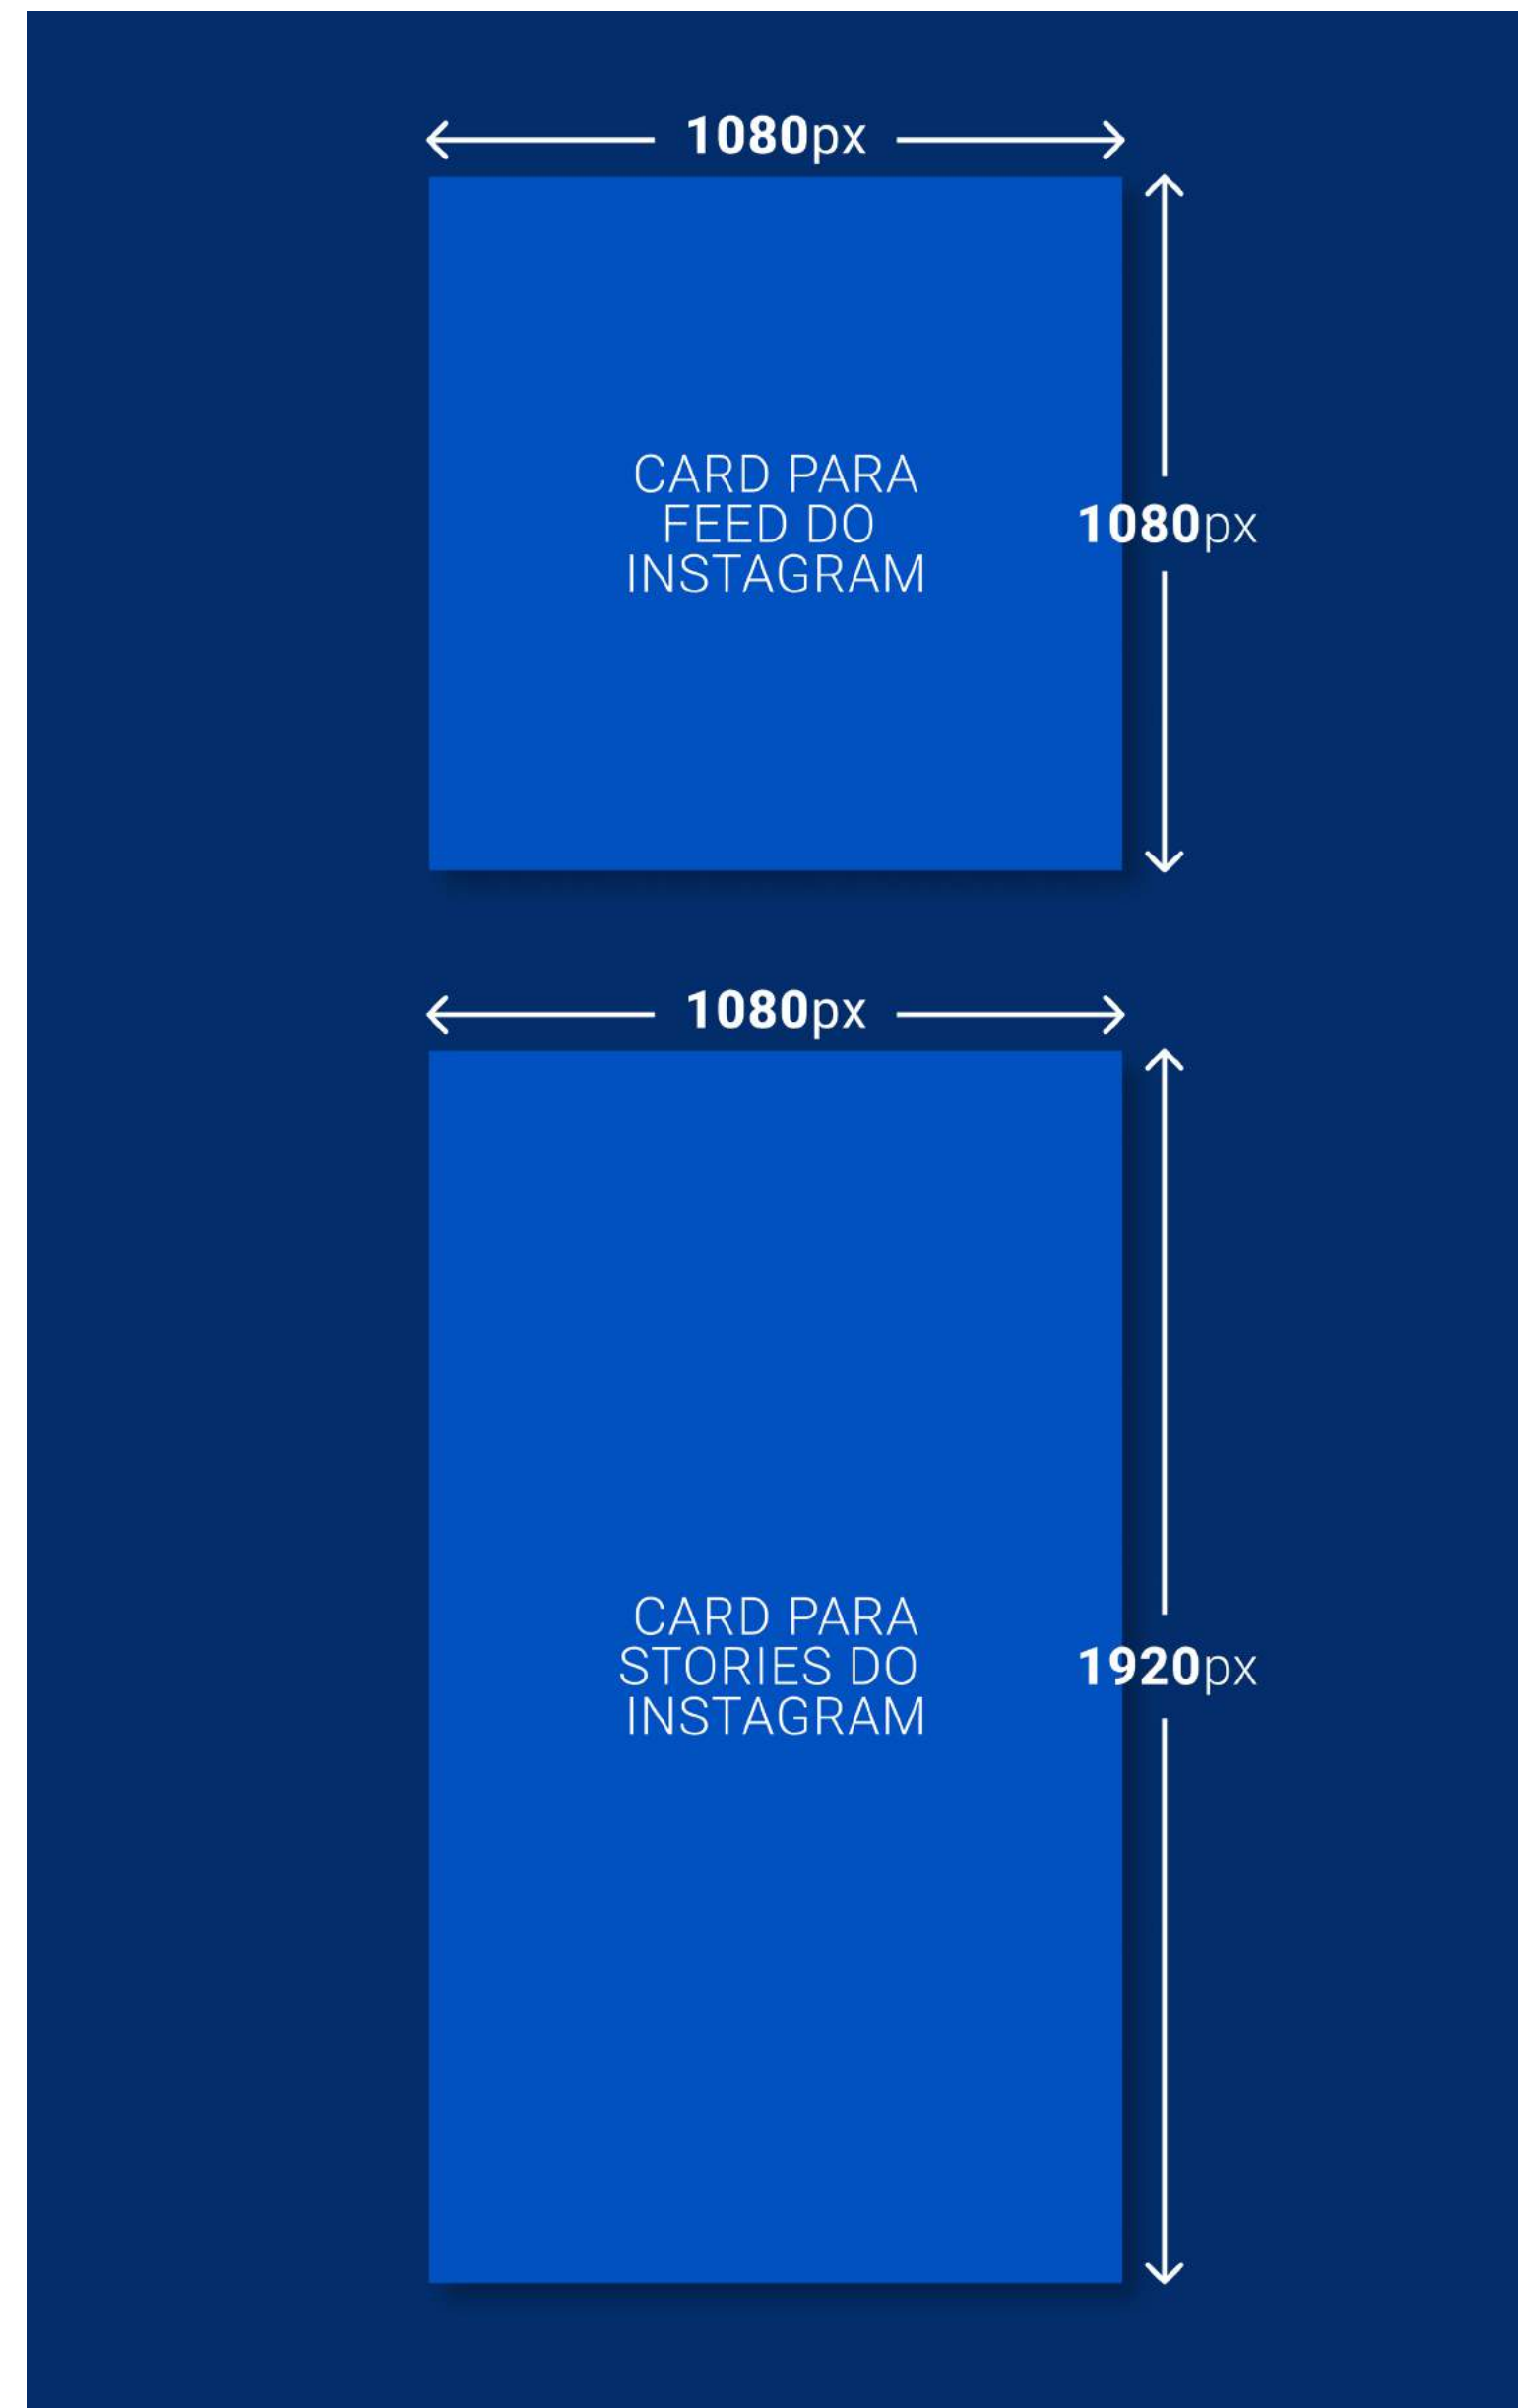 1080px
CARD PARA
FEED DO
INSTAGRAM
1080px
1080px
CARD PARA
STORIES DO
INSTAGRAM
1920px